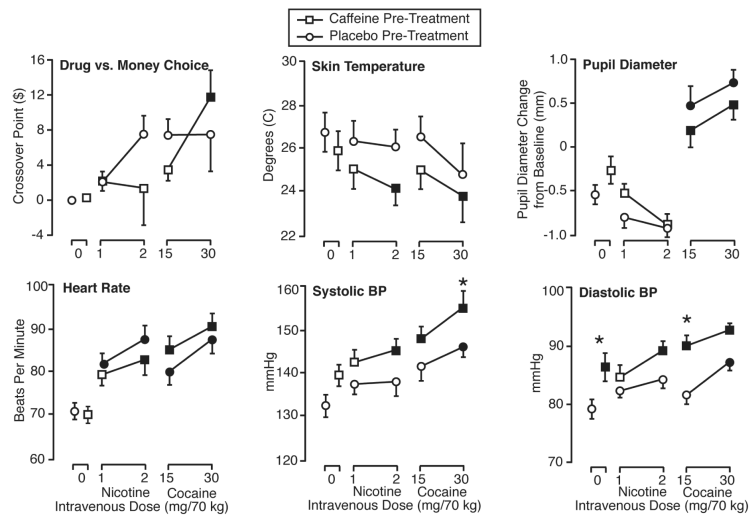 Caffeine Pre-Treatment
Placebo Pre-Treatment
Drug vs. Money Choice
Crossover Point ($)
16
12
8
4
0
-4
0
1
2
15
30
Skin Temperature
Degrees (C)
30
28
26
24
22
0
1
2
15
30
Pupil Diameter
Pupil Diameter Change
from Baseline (mm)
1.0
0.5
0
-0.5
-1.0
0
1
2
15
30
Heart Rate
Beats Per Minute
100
90
80
70
60
0
1
2
15
30
Nicotine
Cocaine
Intravenous Dose (mg/70 kg)
Systolic BP
mmHg
160
150
140
130
120
*
0
1
2
15
30
Nicotine
Cocaine
Intravenous Dose (mg/70 kg)
Diastolic BP
mmHg
100
90
80
70
*
*
0
1
2
15
30
Nicotine
Cocaine
Intravenous Dose (mg/70 kg)